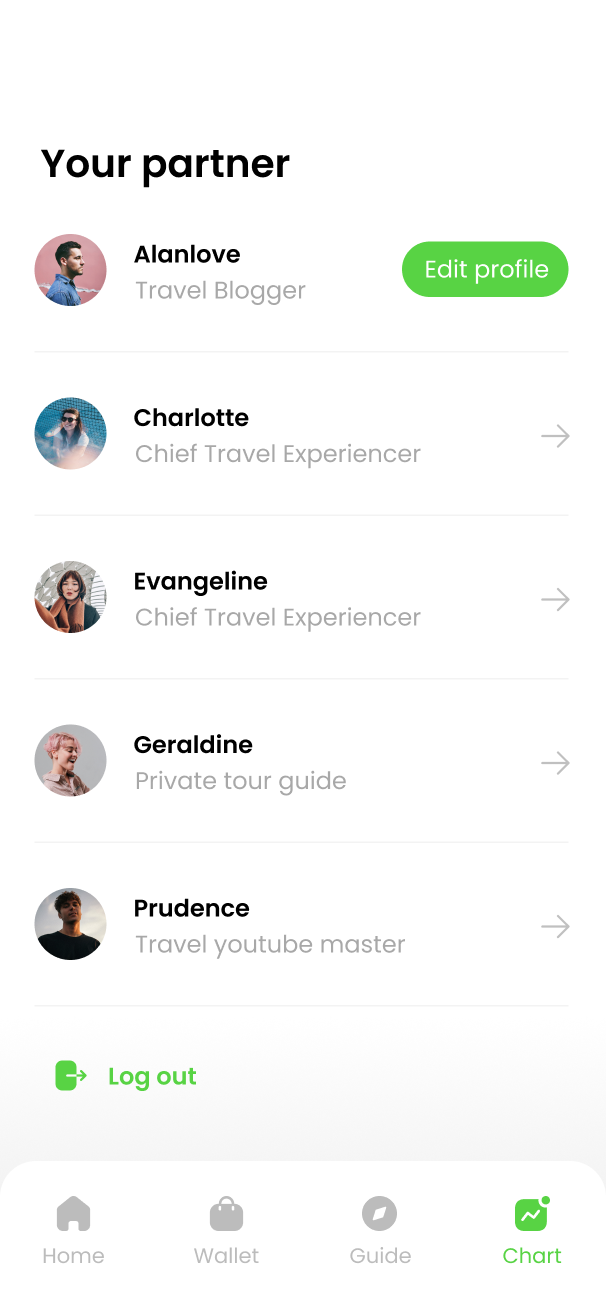 Your partner
Alanlove
Edit profile
Travel Blogger
Charlotte
Chief Travel Experiencer
Evangeline
Chief Travel Experiencer
Geraldine
Private tour guide
Prudence
Travel youtube master
Log out
Home
Wallet
Guide
Chart